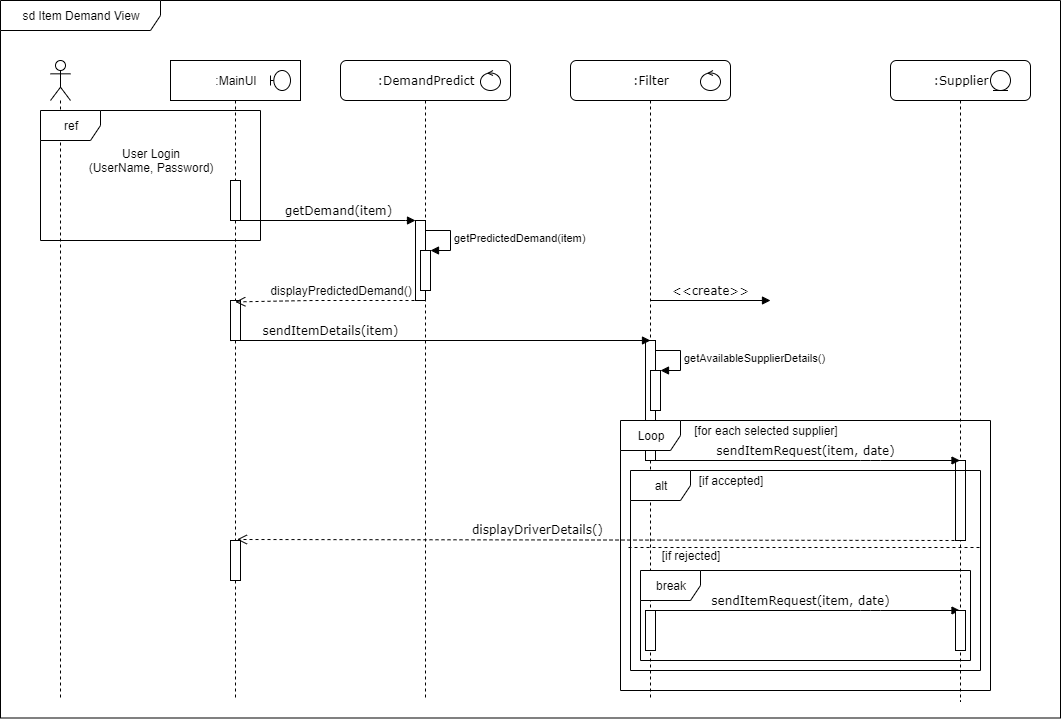 sd Item Demand View
:MainUI
:DemandPredict
:Filter
:Supplier
ref
User Login
(UserName, Password)
getDemand(item)
getPredictedDemand(item)
displayPredictedDemand()
<<create>>
sendItemDetails(item)
getAvailableSupplierDetails()
Loop
[for each selected supplier]
sendItemRequest(item, date)
alt
[if accepted]
displayDriverDetails()
[if rejected]
break
sendItemRequest(item, date)